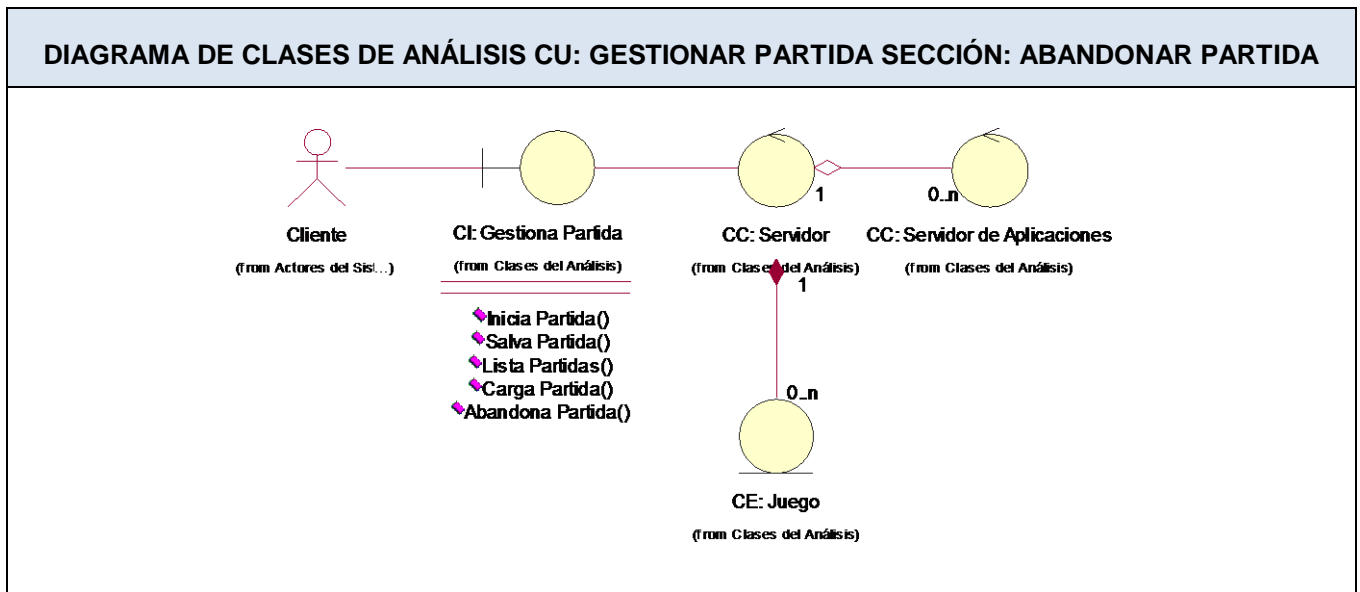 DIAGRAMA DE CLASES DE ANÁLISIS CU: GESTIONAR PARTIDA SECCIÓN: ABANDONAR PARTIDA
1
0..n
Cliente
CI: Gestiona Partida
CC: Servidor
CC: Servidor de Aplicaciones
(from Actores del Sist...)
(from Clases del Análisis)
(from Clases del Análisis)
(from Clases del Análisis)
1
Inicia Partida()
Salva Partida()
Lista Partidas()
Carga Partida()
Abandona Partida()
0..n
CE: Juego
(from Clases del Análisis)